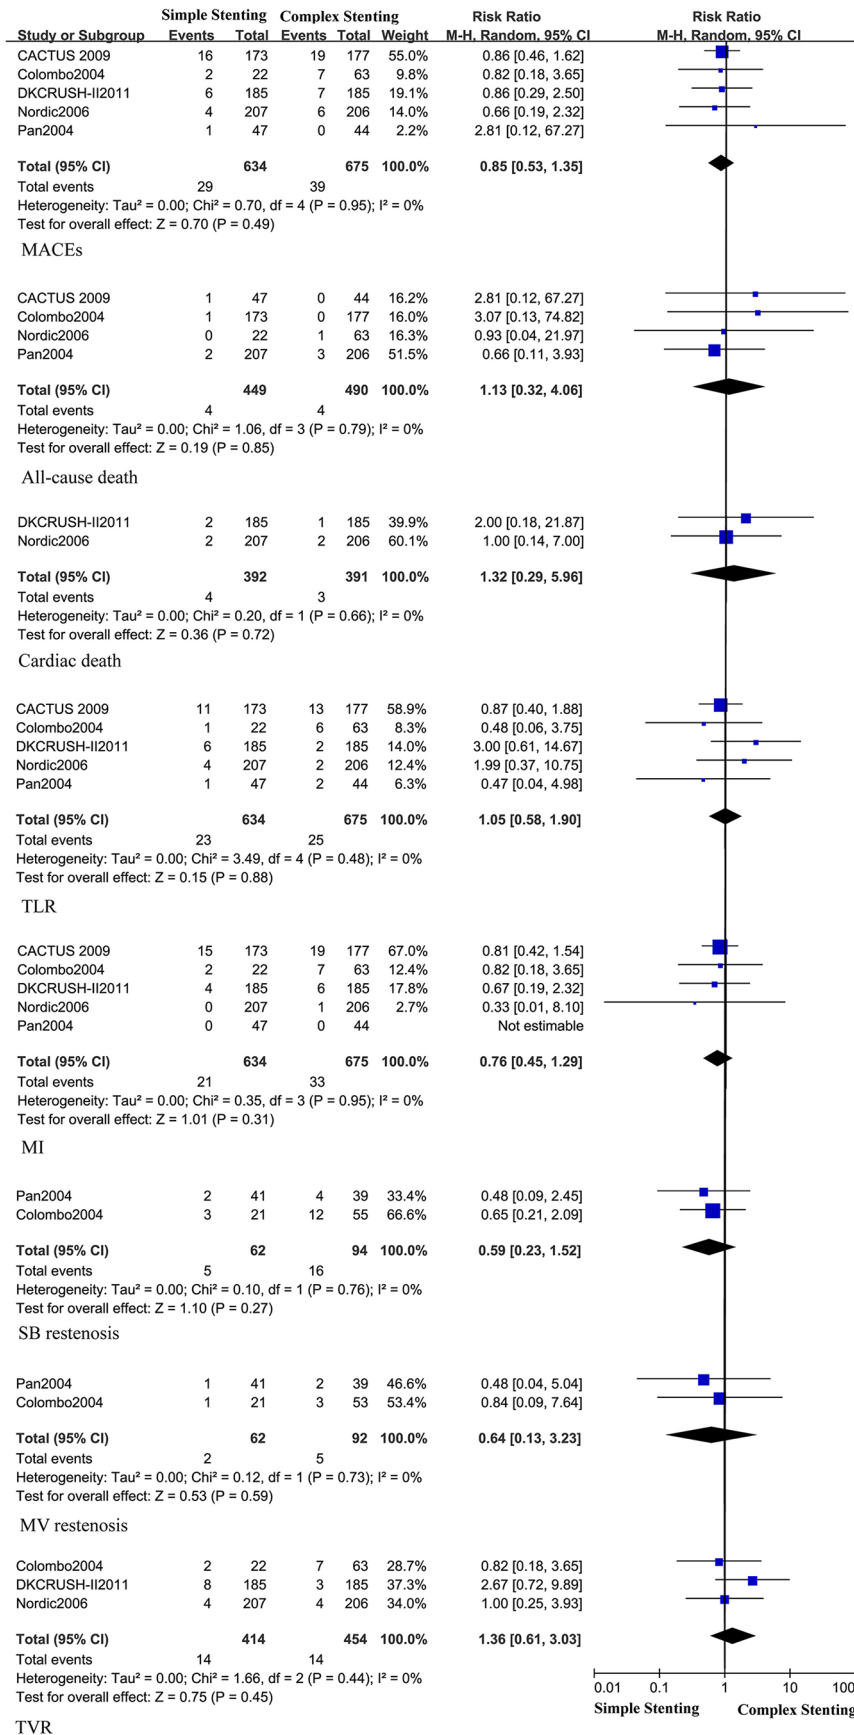 Simple Stenting Complex Stenting Risk Ratio Risk Ratio
Study or Subgroup Events Total Events Total Weight M-H, Random, 95% CI M-H, Random, 95% CI
CACTUS 2009 16 173 19 177 55.0% 0.86 [0.46, 1.62]
Colombo2004 2 22 7 63 9.8% 0.82 [0.18, 3.65]
DKCRUSH-II2011 6 185 7 185 19.1% 0.86 [0.29, 2.50]
Nordic2006 4 207 6 206 14.0% 0.66 [0.19, 2.32]
Pan2004 1 47 0 44 2.2% 2.81 [0.12, 67.27]
Total (95% CI) 634 675 100.0% 0.85 [0.53, 1.35]
Total events 29 39
Heterogeneity: Tau² = 0.00; Chi² = 0.70, df = 4 (P = 0.95); I² = 0%
Test for overall effect: Z = 0.70 (P = 0.49)
MACEs
CACTUS 2009 1 47 0 44 16.2% 2.81 [0.12, 67.27]
Colombo2004 1 173 0 177 16.0% 3.07 [0.13, 74.82]
Nordic2006 0 22 1 63 16.3% 0.93 [0.04, 21.97]
Pan2004 2 207 3 206 51.5% 0.66 [0.11, 3.93]
Total (95% CI) 449 490 100.0% 1.13 [0.32, 4.06]
Total events 4 4
Heterogeneity: Tau² = 0.00; Chi² = 1.06, df = 3 (P = 0.79); I² = 0%
Test for overall effect: Z = 0.19 (P = 0.85)
All-cause death
DKCRUSH-II2011 2 185 1 185 39.9% 2.00 [0.18, 21.87]
Nordic2006 2 207 2 206 60.1% 1.00 [0.14, 7.00]
Total (95% CI) 392 391 100.0% 1.32 [0.29, 5.96]
Total events 4 3
Heterogeneity: Tau² = 0.00; Chi² = 0.20, df = 1 (P = 0.66); I² = 0%
Test for overall effect: Z = 0.36 (P = 0.72)
Cardiac death
CACTUS 2009 11 173 13 177 58.9% 0.87 [0.40, 1.88]
Colombo2004 1 22 6 63 8.3% 0.48 [0.06, 3.75]
DKCRUSH-II2011 6 185 2 185 14.0% 3.00 [0.61, 14.67]
Nordic2006 4 207 2 206 12.4% 1.99 [0.37, 10.75]
Pan2004 1 47 2 44 6.3% 0.47 [0.04, 4.98]
Total (95% CI) 634 675 100.0% 1.05 [0.58, 1.90]
Total events 23 25
Heterogeneity: Tau² = 0.00; Chi² = 3.49, df = 4 (P = 0.48); I² = 0%
Test for overall effect: Z = 0.15 (P = 0.88)
TLR
CACTUS 2009 15 173 19 177 67.0% 0.81 [0.42, 1.54]
Colombo2004 2 22 7 63 12.4% 0.82 [0.18, 3.65]
DKCRUSH-II2011 4 185 6 185 17.8% 0.67 [0.19, 2.32]
Nordic2006 0 207 1 206 2.7% 0.33 [0.01, 8.10]
Pan2004 0 47 0 44 Not estimable
Total (95% CI) 634 675 100.0% 0.76 [0.45, 1.29]
Total events 21 33
Heterogeneity: Tau² = 0.00; Chi² = 0.35, df = 3 (P = 0.95); I² = 0%
Test for overall effect: Z = 1.01 (P = 0.31)
MI
Pan2004 2 41 4 39 33.4% 0.48 [0.09, 2.45]
Colombo2004 3 21 12 55 66.6% 0.65 [0.21, 2.09]
Total (95% CI) 62 94 100.0% 0.59 [0.23, 1.52]
Total events 5 16
Heterogeneity: Tau² = 0.00; Chi² = 0.10, df = 1 (P = 0.76); I² = 0%
Test for overall effect: Z = 1.10 (P = 0.27)
SB restenosis
Pan2004 1 41 2 39 46.6% 0.48 [0.04, 5.04]
Colombo2004 1 21 3 53 53.4% 0.84 [0.09, 7.64]
Total (95% CI) 62 92 100.0% 0.64 [0.13, 3.23]
Total events 2 5
Heterogeneity: Tau² = 0.00; Chi² = 0.12, df = 1 (P = 0.73); I² = 0%
Test for overall effect: Z = 0.53 (P = 0.59)
MV restenosis
Colombo2004 2 22 7 63 28.7% 0.82 [0.18, 3.65]
DKCRUSH-II2011 8 185 3 185 37.3% 2.67 [0.72, 9.89]
Nordic2006 4 207 4 206 34.0% 1.00 [0.25, 3.93]
Total (95% CI) 414 454 100.0% 1.36 [0.61, 3.03]
Total events 14 14
Heterogeneity: Tau² = 0.00; Chi² = 1.66, df = 2 (P = 0.44); I² = 0%
Test for overall effect: Z = 0.75 (P = 0.45)
0.01 0.1 1 10 100
Simple Stenting Complex Stenting
TVR